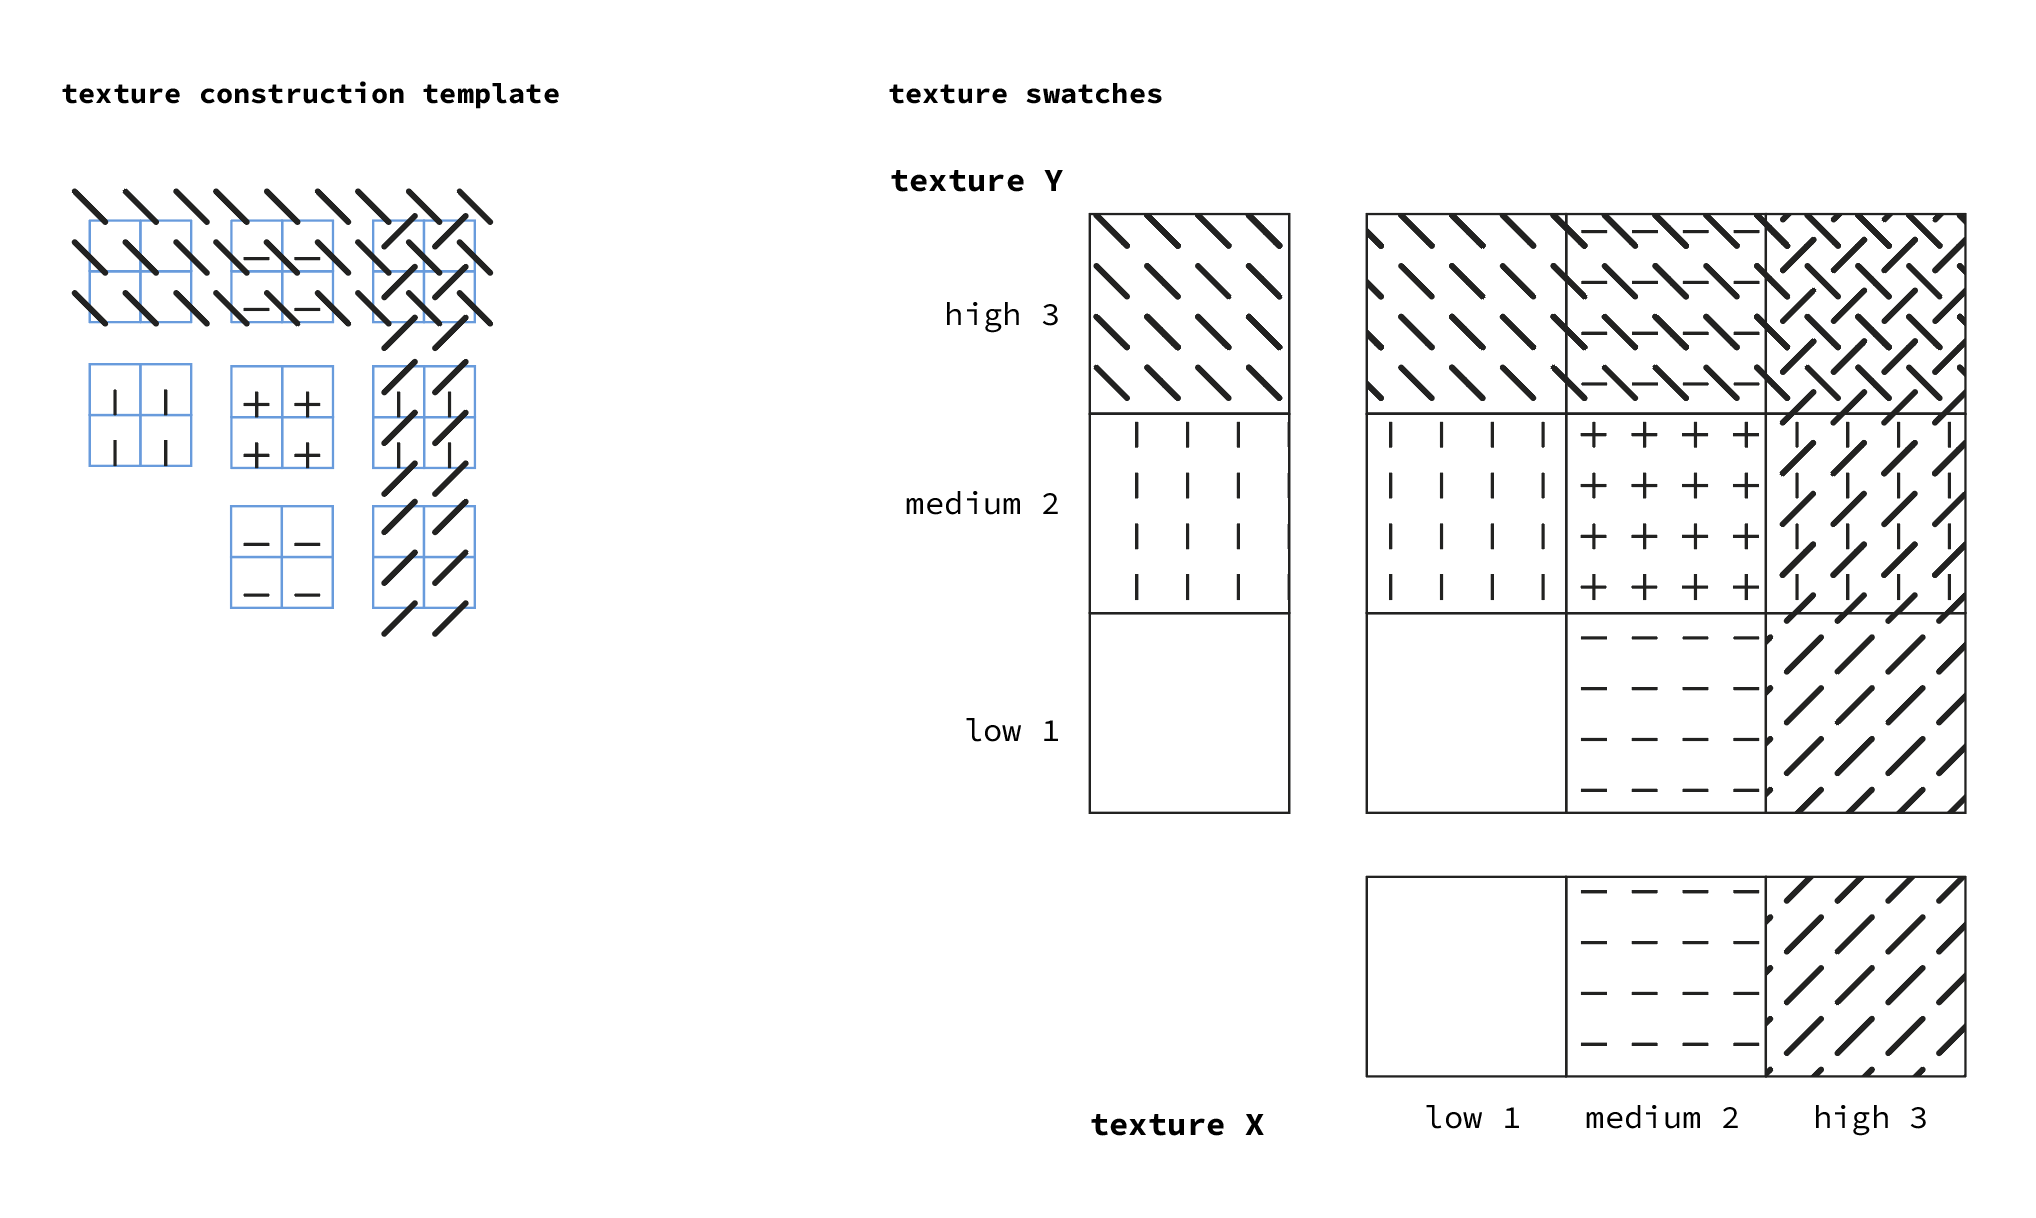 texture construction template
texture swatches
texture Y
high 3
medium 2
low 1
texture X
low 1
medium 2
high 3